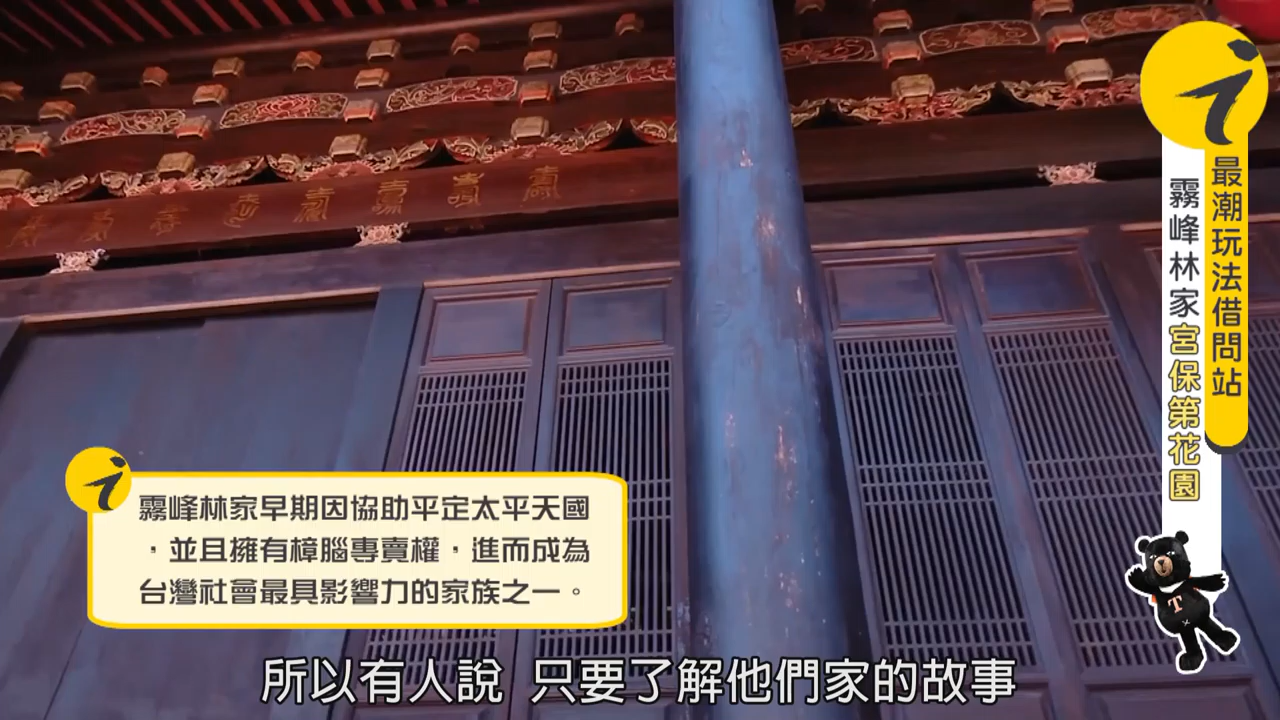 最潮玩法借問站
霧峰林家宮保第花園
霧峰林家早期因協助平定太平天國
，並且擁有樟腦專賣權，進而成為
台灣社會最具影響力的家族之一。
所以有人說 只要了解他們家的故事
T